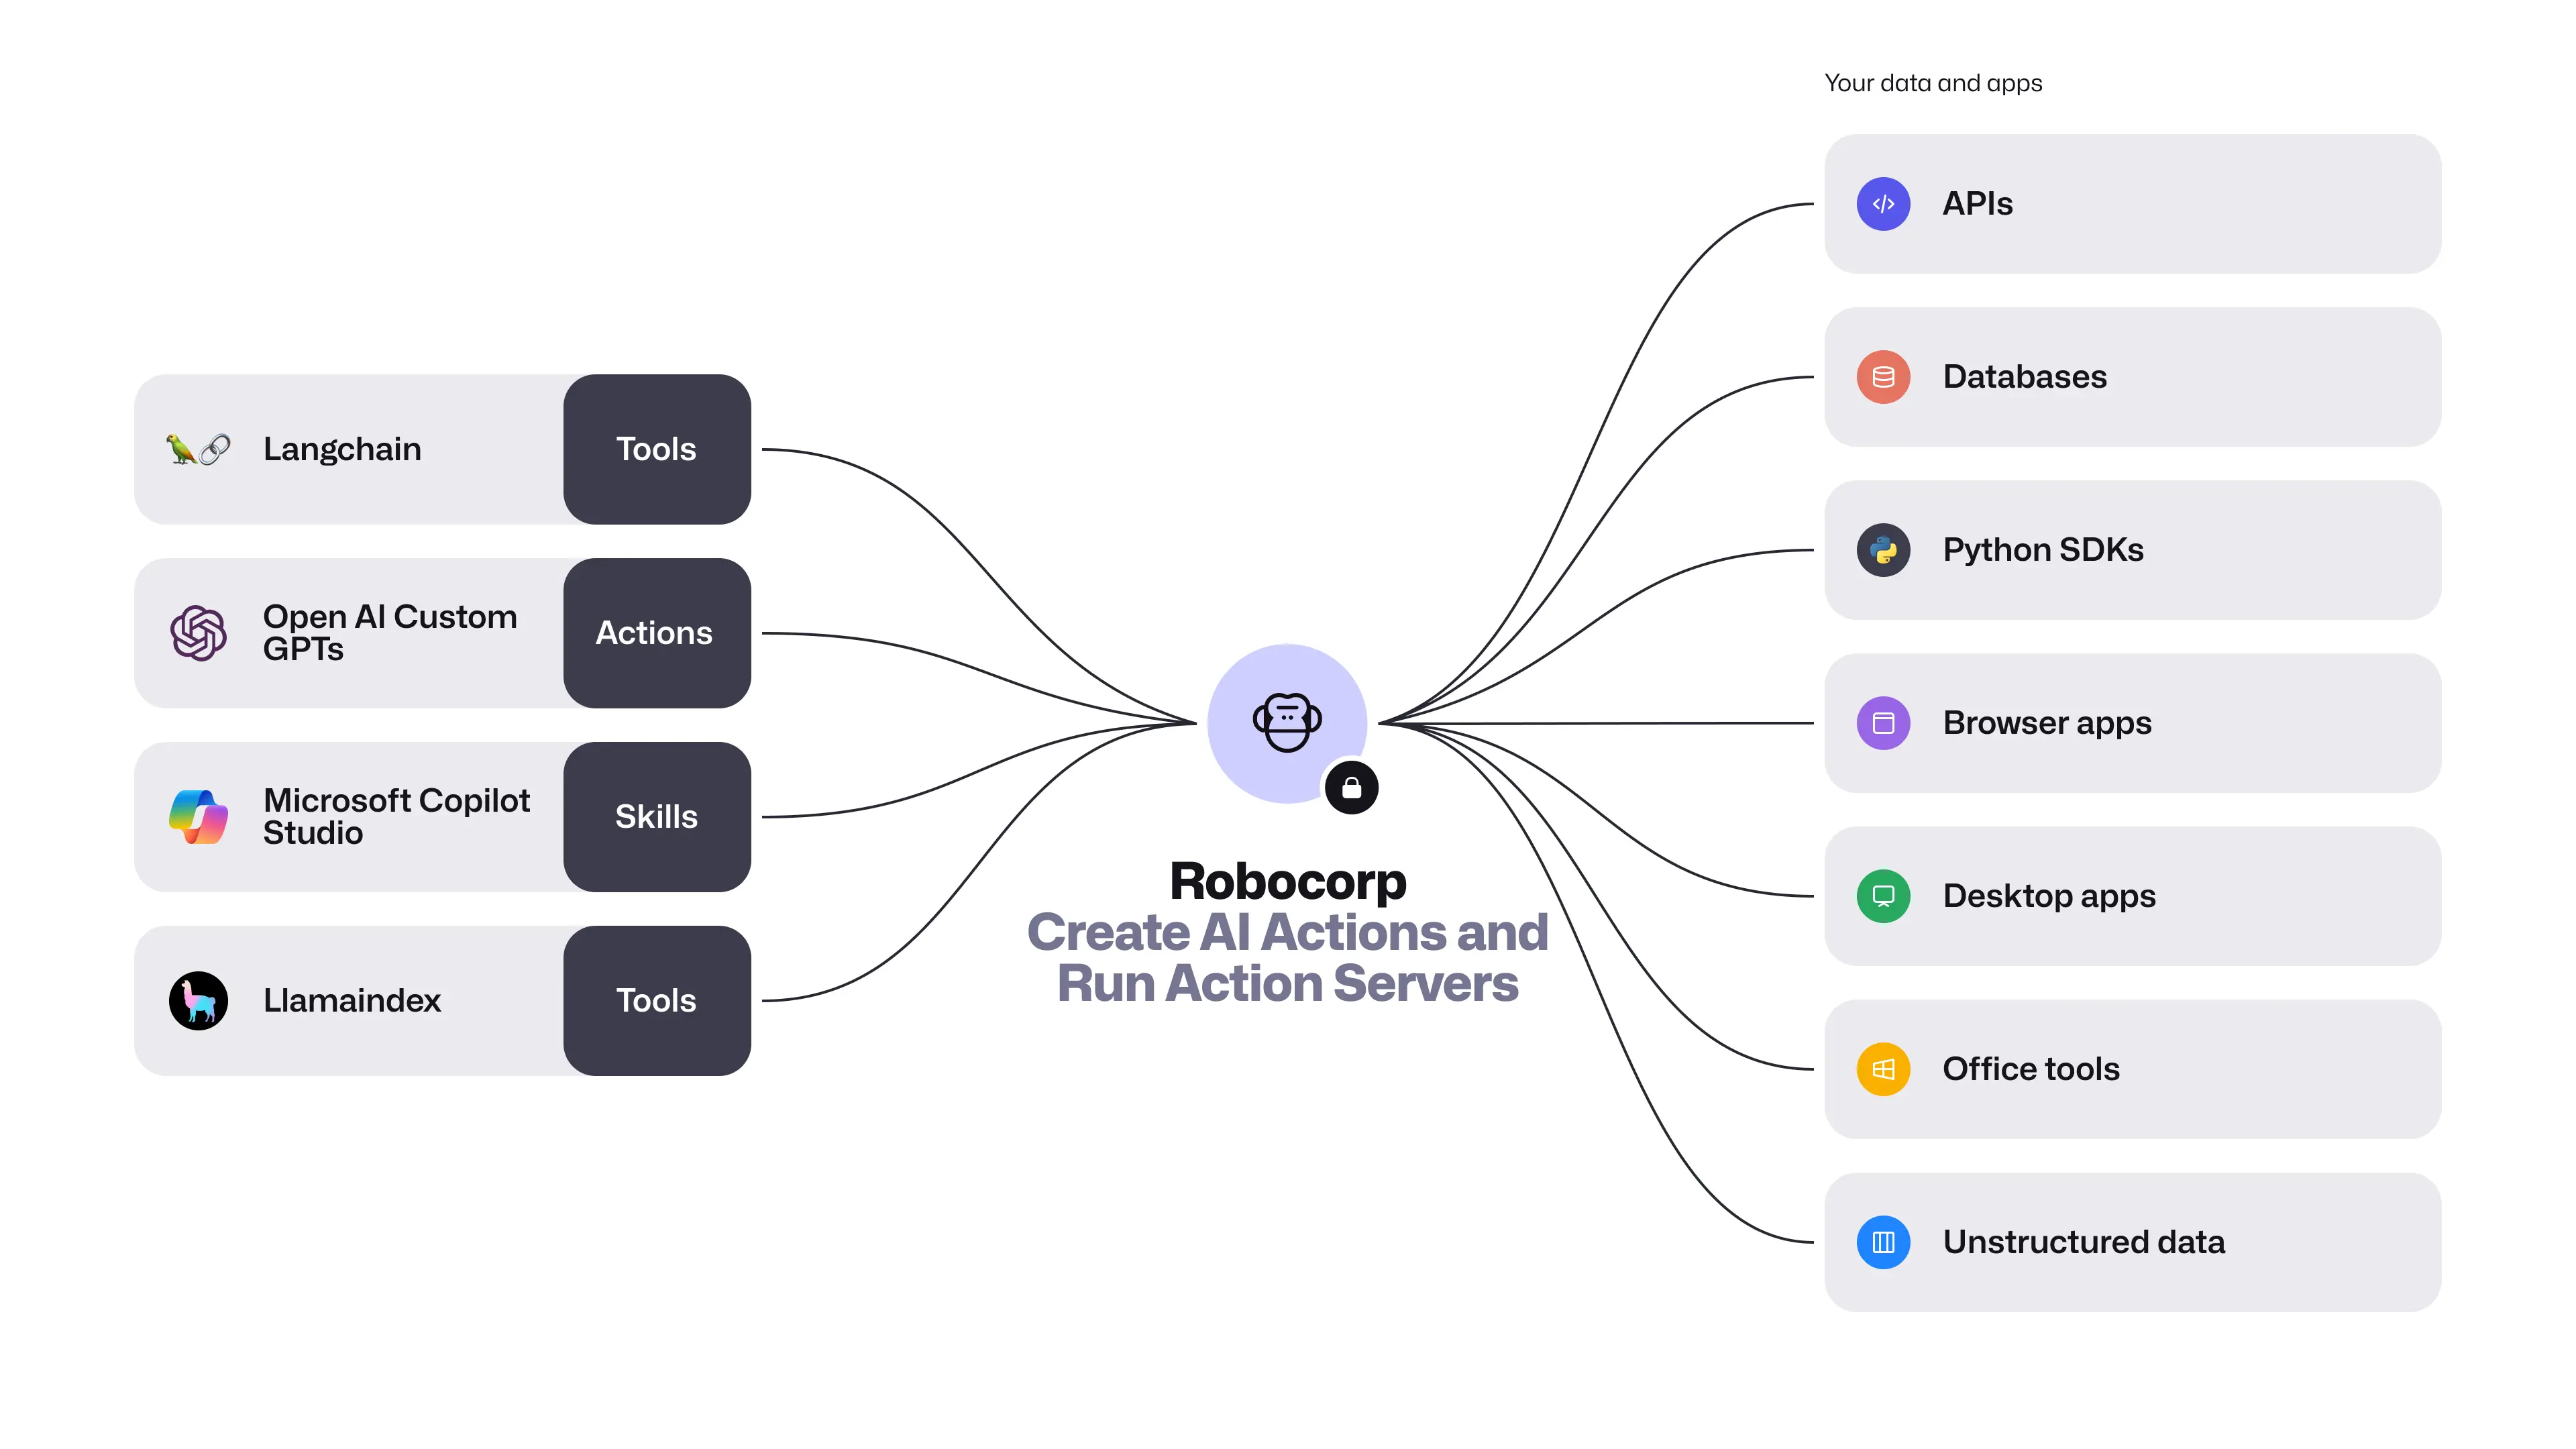 Your data and apps
Langchain
Tools
Open AI Custom
GPTs
Actions
Microsoft Copilot
Studio
Skills
Llamaindex
Tools
Robocorp
Create AI Actions and
Run Action Servers
APIs
Databases
Python SDKs
Browser apps
Desktop apps
Office tools
Unstructured data